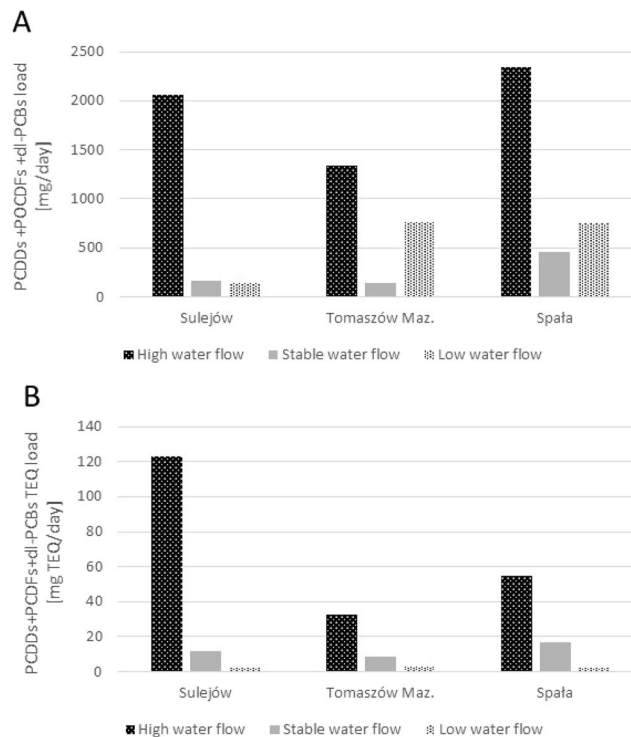 A
PCDDs +POCDFs +dl-PCBs load
[mg/day]
2500
2000
1500
1000
500
0
Sulejów Tomaszów Maz. Spała
High water flow Stable water flow Low water flow
B
PCDDs+PCDFs+dl-PCBs TEQ load
[mg TEQ/day]
140
120
100
80
60
40
20
0
Sulejów Tomaszów Maz. Spała
High water flow Stable water flow Low water flow